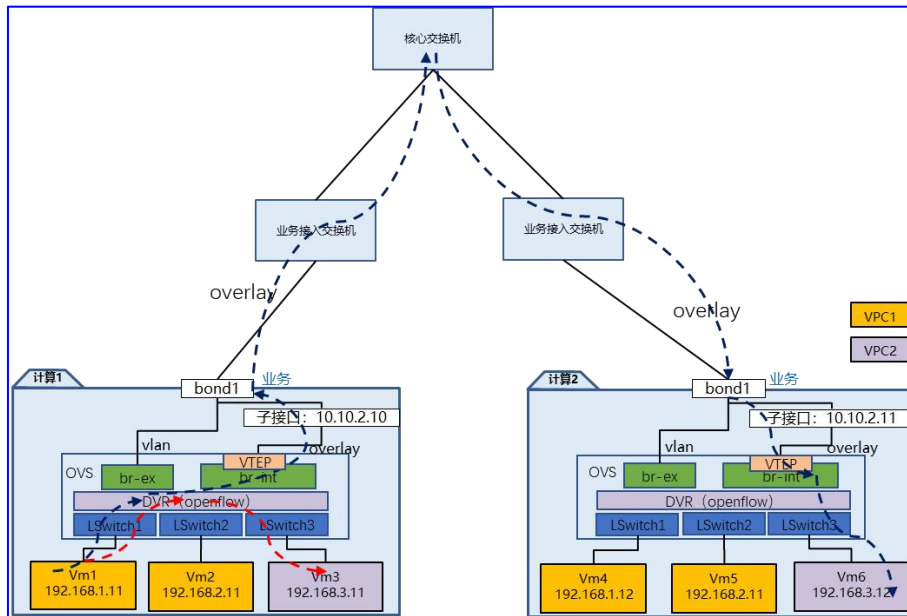 核心交换机
业务接入交换机
业务接入交换机
overlay
overlay
VPC1
VPC2
计算1
bond1
业务
子接口：10.10.2.10
vlan
overlay
OVS
VTEP
br-ex
br-int
DVR（openflow）
LSwitch1
LSwitch2
LSwitch3
Vm1
192.168.1.11
Vm2
192.168.2.11
Vm3
192.168.3.11
计算2
bond1
业务
子接口：10.10.2.11
vlan
overlay
OVS
VTEP
br-ex
br-int
DVR（openflow）
LSwitch1
LSwitch2
LSwitch3
Vm4
192.168.1.12
Vm5
192.168.2.11
Vm6
192.168.3.12